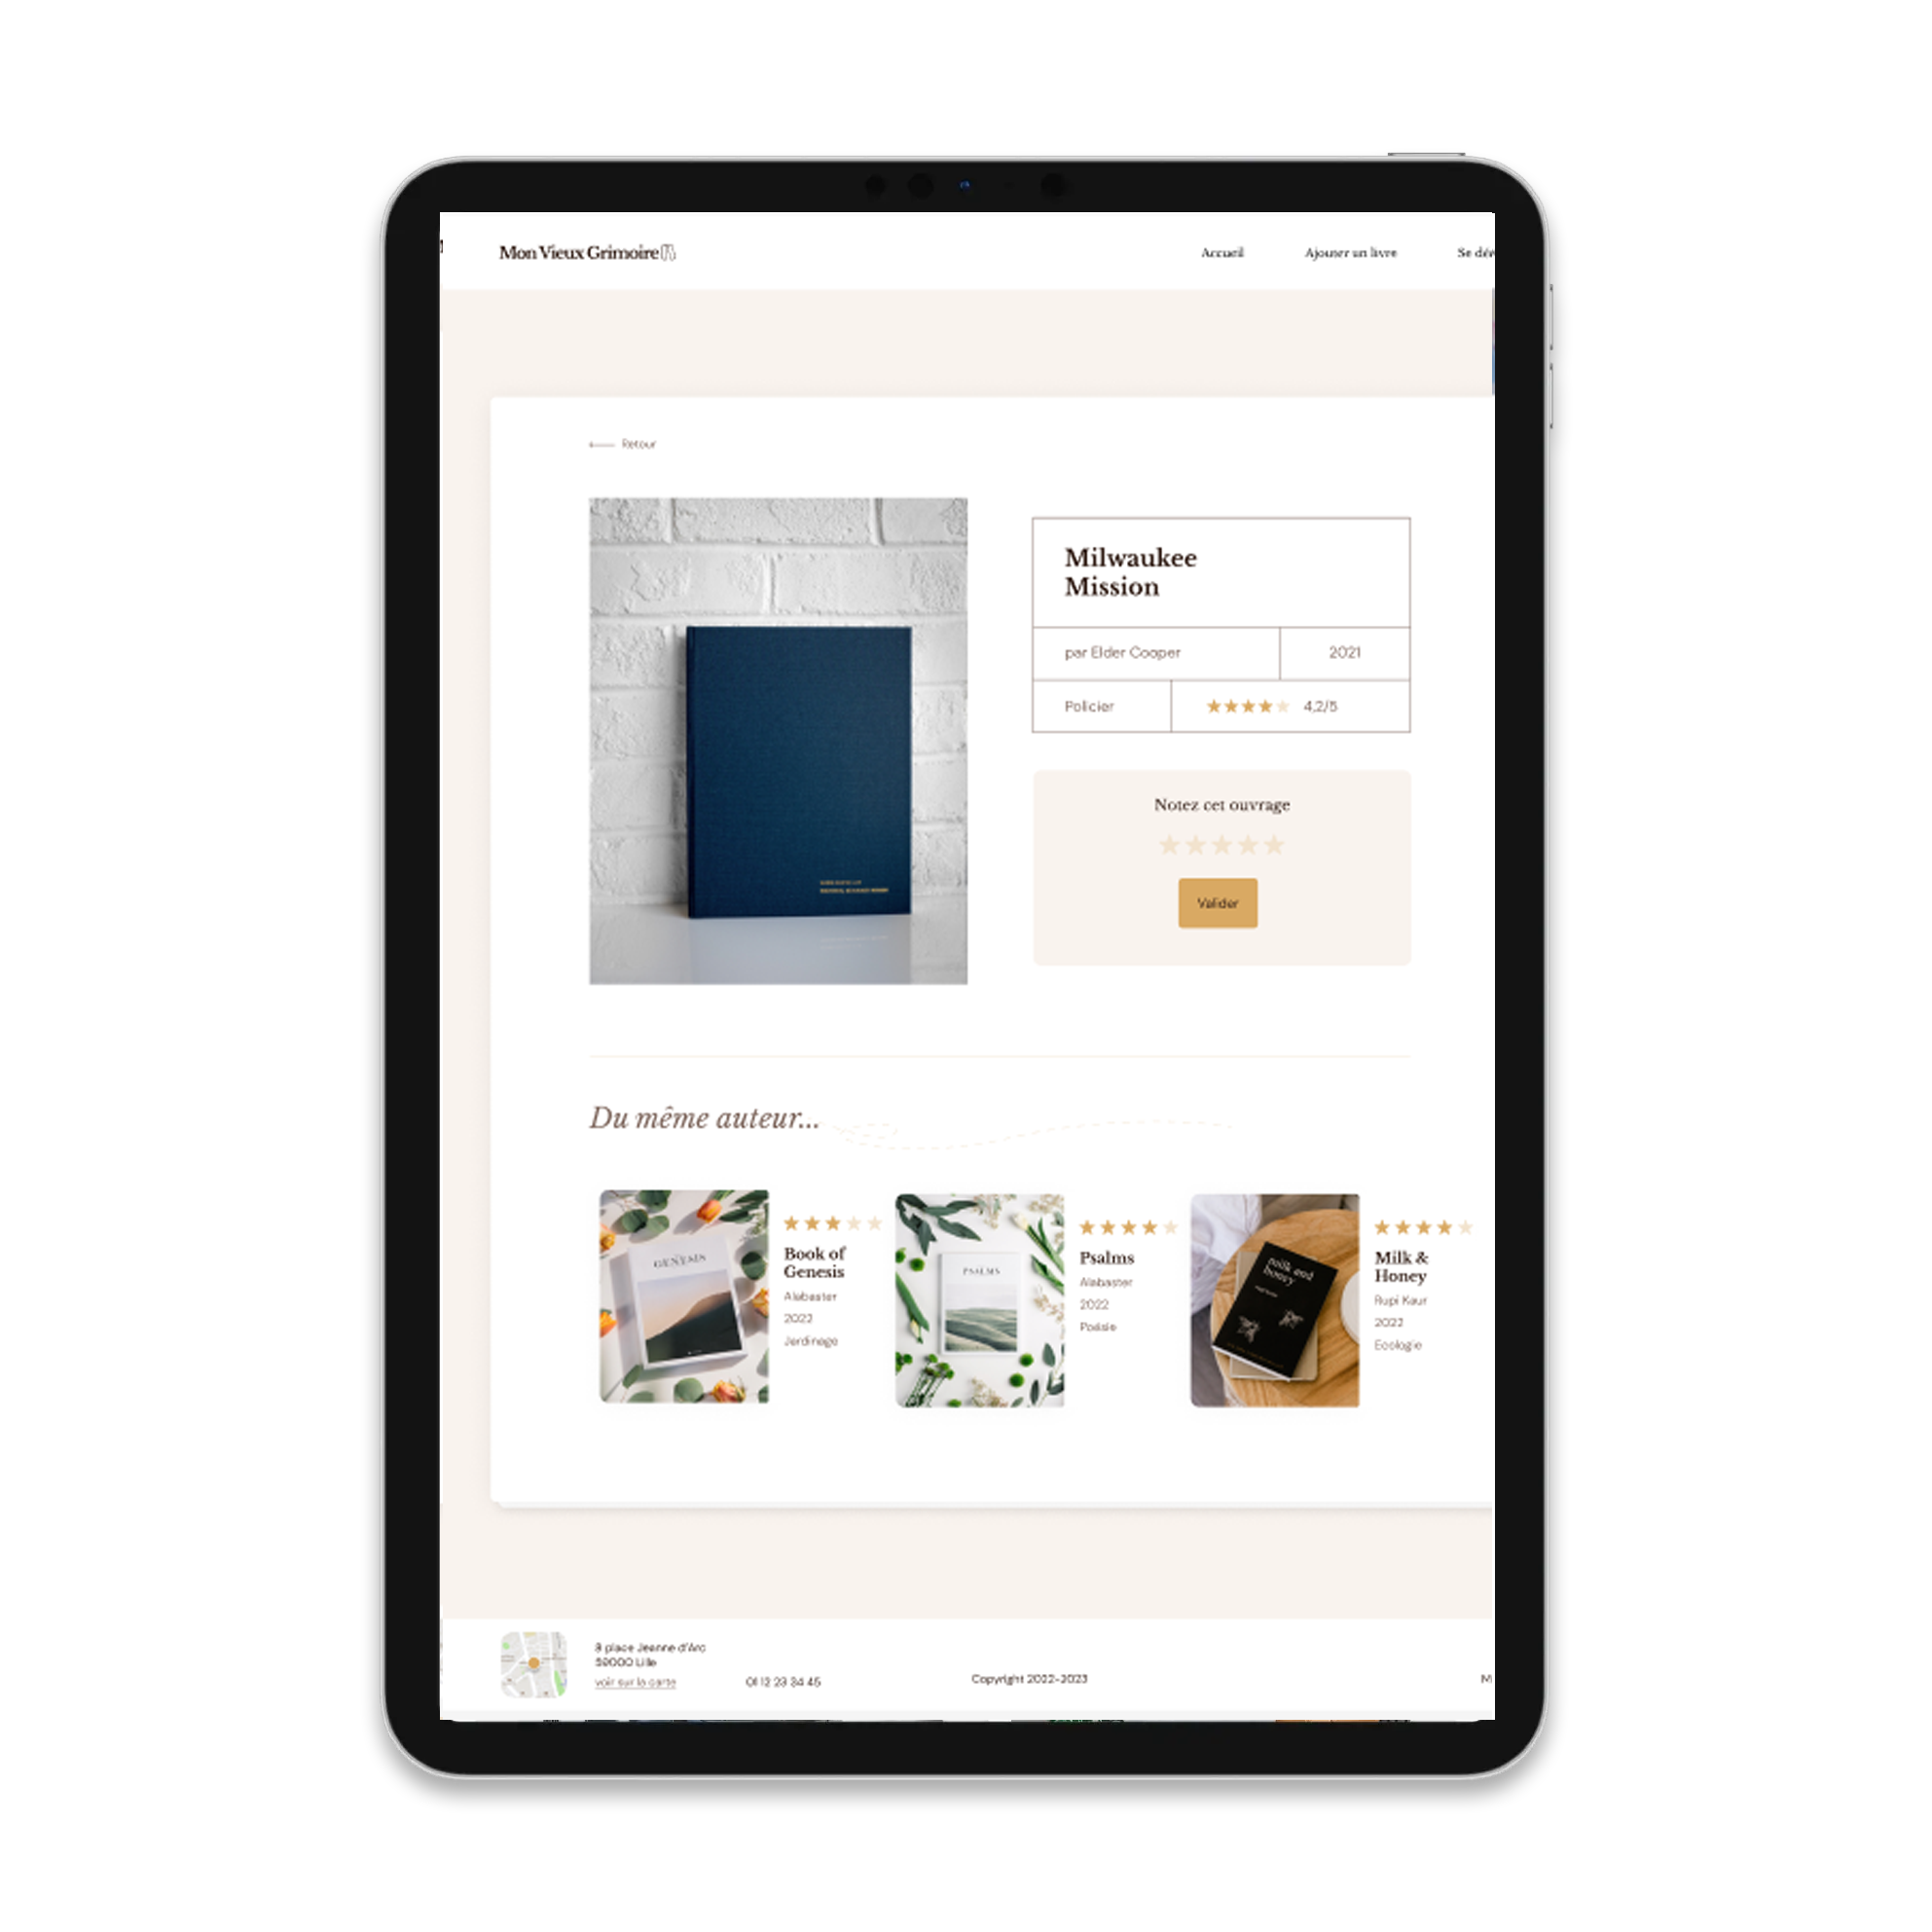 Mon Vieux Grimoire
Accueil
Ajouter un livre
Se dé
Retour
Milwaukee
Mission
par Elder Cooper
2021
Policier
4,2/5
Notez cet ouvrage
Valider
Du même auteur...
GENESIS
Book of
Genesis
Alabaster
2022
Jardinage
PSALMS
Psalms
Alabaster
2022
Poésie
milk and
honey
Milk &
Honey
Rupi Kaur
2022
Ecologie
8 place Jeanne d'Arc
59000 Lille
voir sur la carte
01 12 23 34 45
Copyright 2022-2023
M